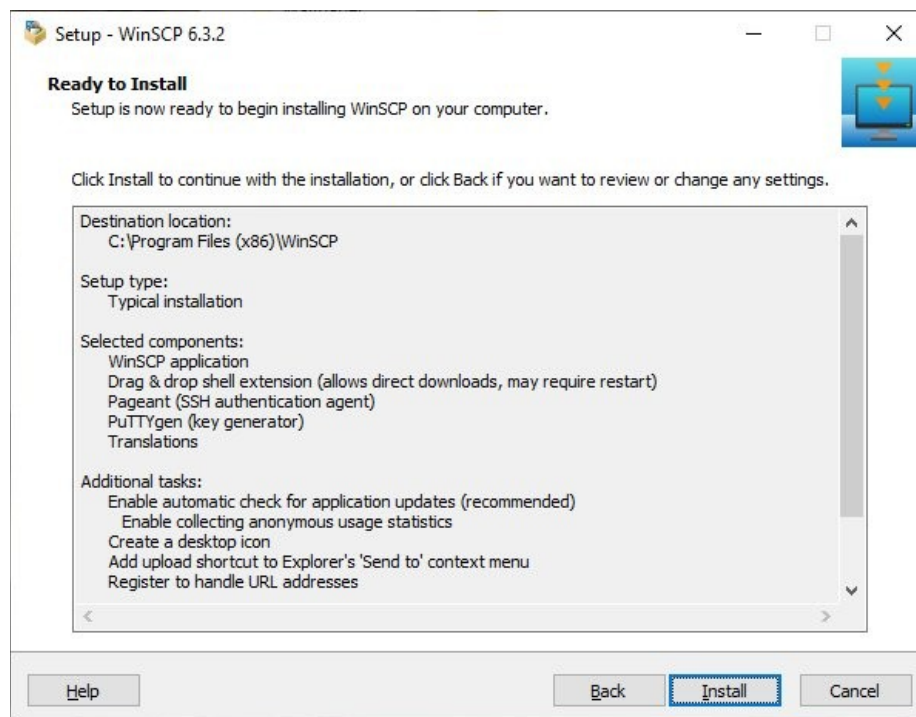 Setup - WinSCP 6.3.2
Ready to Install
Setup is now ready to begin installing WinSCP on your computer.
Click Install to continue with the installation, or click Back if you want to review or change any settings.
Destination location:
C:\Program Files (x86)\WinSCP
Setup type:
Typical installation
Selected components:
WinSCP application
Drag & drop shell extension (allows direct downloads, may require restart)
Pageant (SSH authentication agent)
PuTTYgen (key generator)
Translations
Additional tasks:
Enable automatic check for application updates (recommended)
Enable collecting anonymous usage statistics
Create a desktop icon
Add upload shortcut to Explorer's 'Send to' context menu
Register to handle URL addresses
Help Back Install Cancel